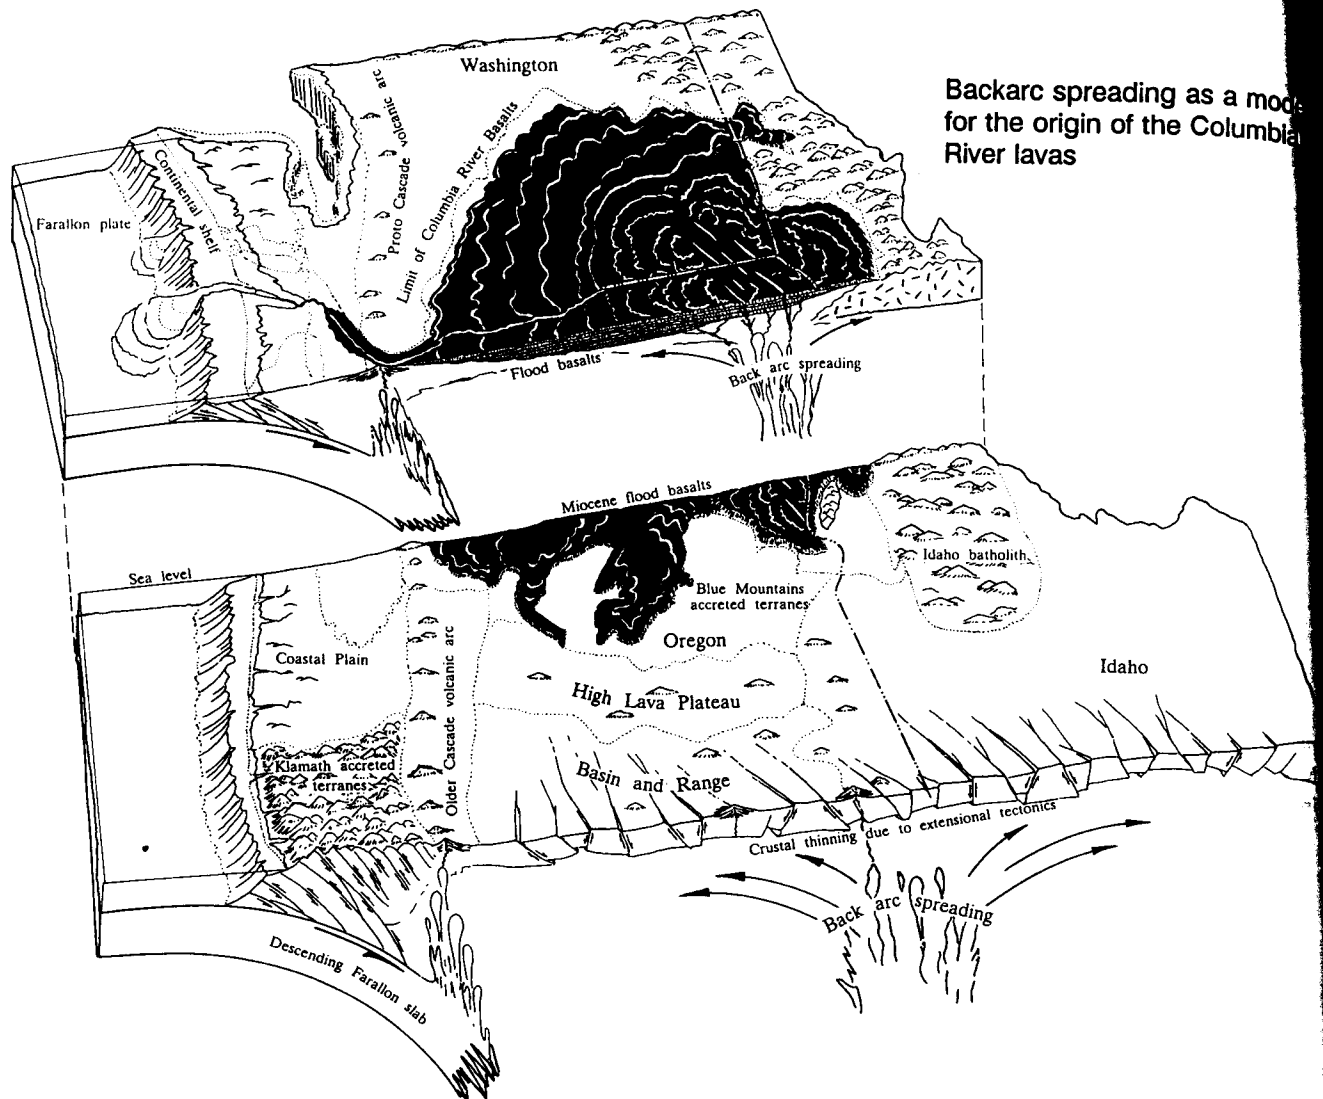 Backarc spreading as a mod
for the origin of the Columbia
River lavas
Washington
Proto Cascade volcanic arc
Limit of Columbia River Basalts
Continental shelf
Farallon plate
Flood basalts
Back arc spreading
Miocene flood basalts
Sea level
Idaho batholith
Blue Mountains
accreted terranes
Oregon
Coastal Plain
Idaho
High Lava Plateau
Older Cascade volcanic arc
Klamath accreted
terranes
Basin and Range
Crustal thinning due to extensional tectonics
Back arc spreading
Descending Farallon slab